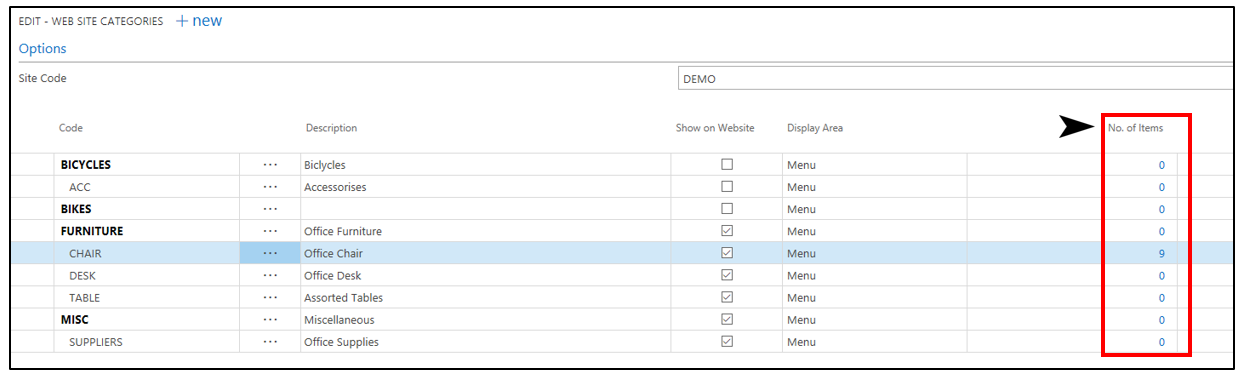 EDIT - WEB SITE CATEGORIES + new
Options
Site Code DEMO
Code Description Show on Website Display Area No. of Items
BICYCLES ··· Biclycles Menu 0
ACC ··· Accessorises Menu 0
BIKES ··· Menu 0
FURNITURE ··· Office Furniture Menu 0
CHAIR ··· Office Chair Menu 9
DESK ··· Office Desk Menu 0
TABLE ··· Assorted Tables Menu 0
MISC ··· Miscellaneous Menu 0
SUPPLIERS ··· Office Supplies Menu 0